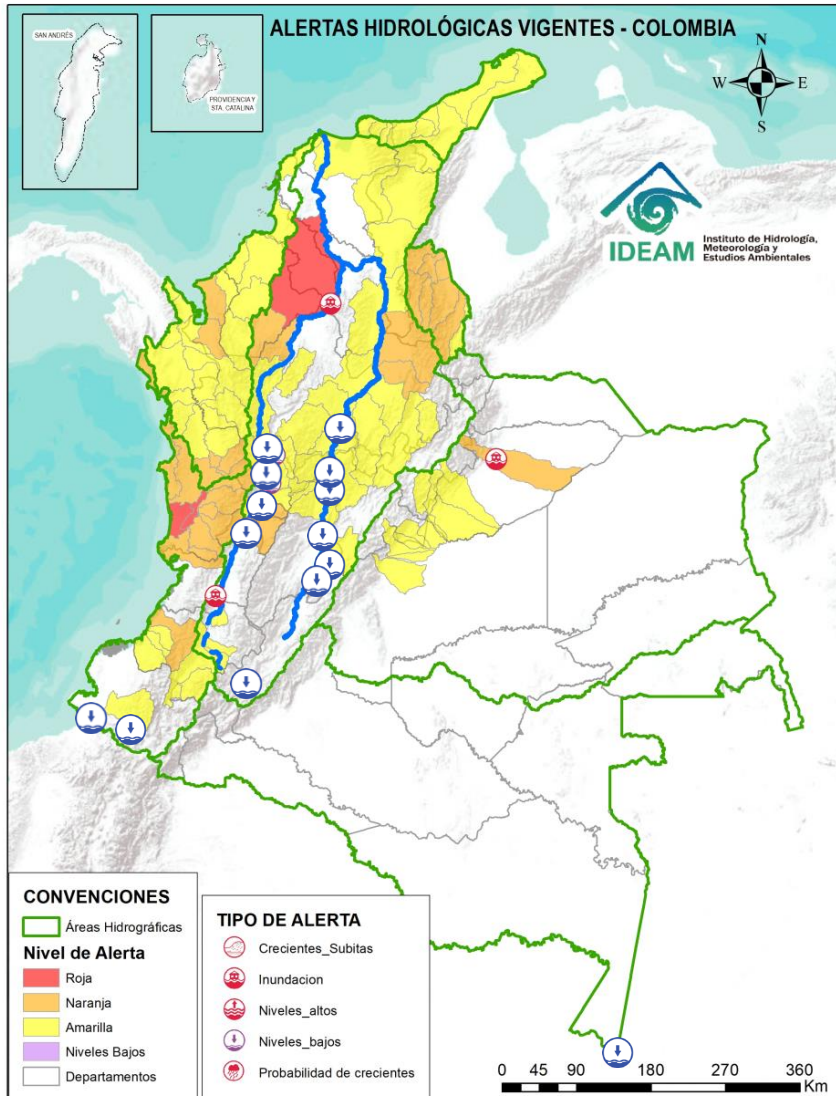 ALERTAS HIDROLÓGICAS VIGENTES - COLOMBIA
SAN ANDRÉS
PROVIDENCIA Y
STA. CATALINA
N
W
E
S
IDEAM
Instituto de Hidrología,
Meteorología y
Estudios Ambientales
CONVENCIONES
Áreas Hidrográficas
Nivel de Alerta
Roja
Naranja
Amarilla
Niveles Bajos
Departamentos
TIPO DE ALERTA
Crecientes_Subitas
Inundacion
Niveles_altos
Niveles_bajos
Probabilidad de crecientes
0 45 90 180 270 360
Km